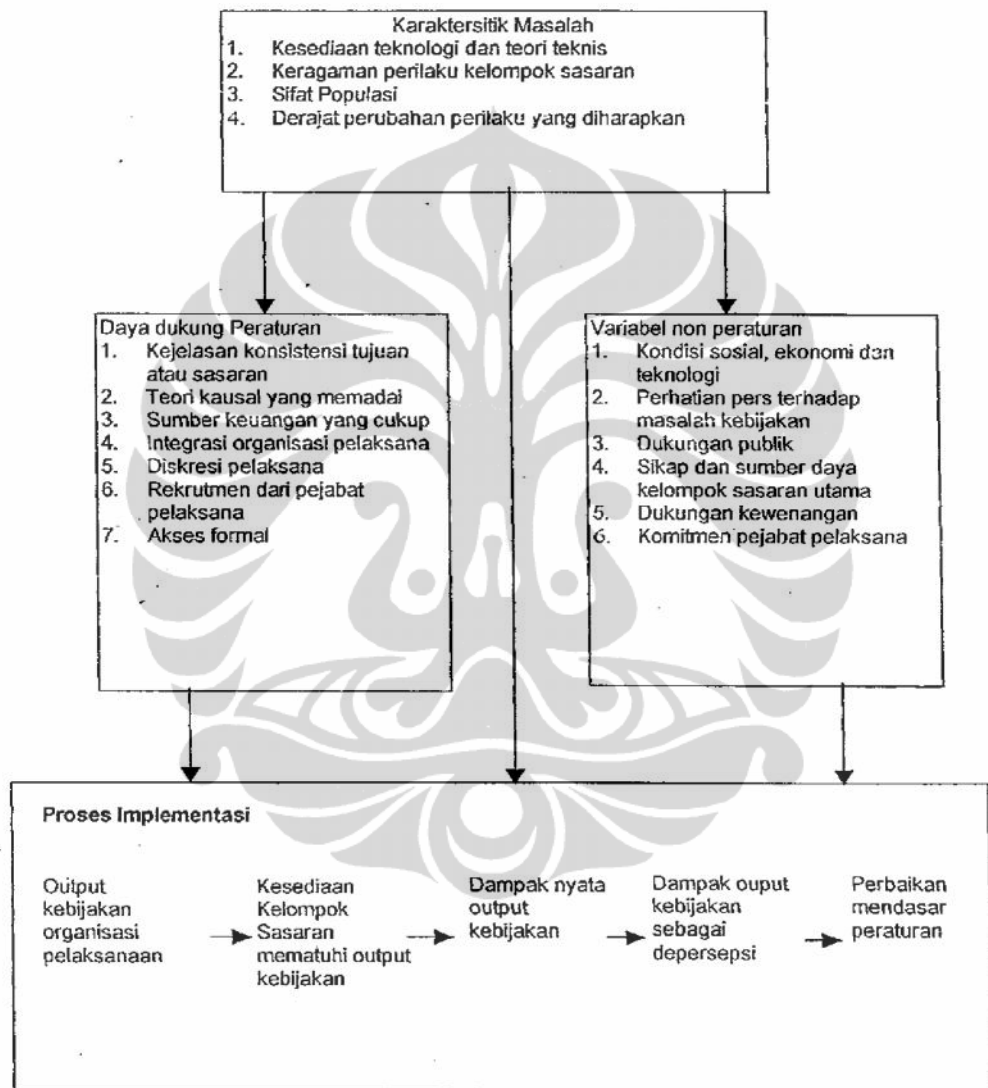 Karaktersitik Masalah
1. Kesediaan teknologi dan teori teknis
2. Keragaman perilaku kelompok sasaran
3. Sifat Populasi
4. Derajat perubahan perilaku yang diharapkan
Daya dukung Peraturan
1. Kejelasan konsistensi tujuan
atau sasaran
2. Teori kausal yang memadai
3. Sumber keuangan yang cukup
4. Integrasi organisasi pelaksana
5. Diskresi pelaksana
6. Rekrutmen dari pejabat
pelaksana
7. Akses formal
Variabel non peraturan
1. Kondisi sosial, ekonomi dan
teknologi
2. Perhatian pers terhadap
masalah kebijakan
3. Dukungan publik
4. Sikap dan sumber daya
kelompok sasaran utama
5. Dukungan kewenangan
6. Komitmen pejabat pelaksana
Proses Implementasi
Output
kebijakan
organisasi
pelaksanaan
Kesediaan
Kelompok
Sasaran
mematuhi output
kebijakan
Dampak nyata
output
kebijakan
Dampak ouput
kebijakan
sebagai
depersepsi
Perbaikan
mendasar
peraturan